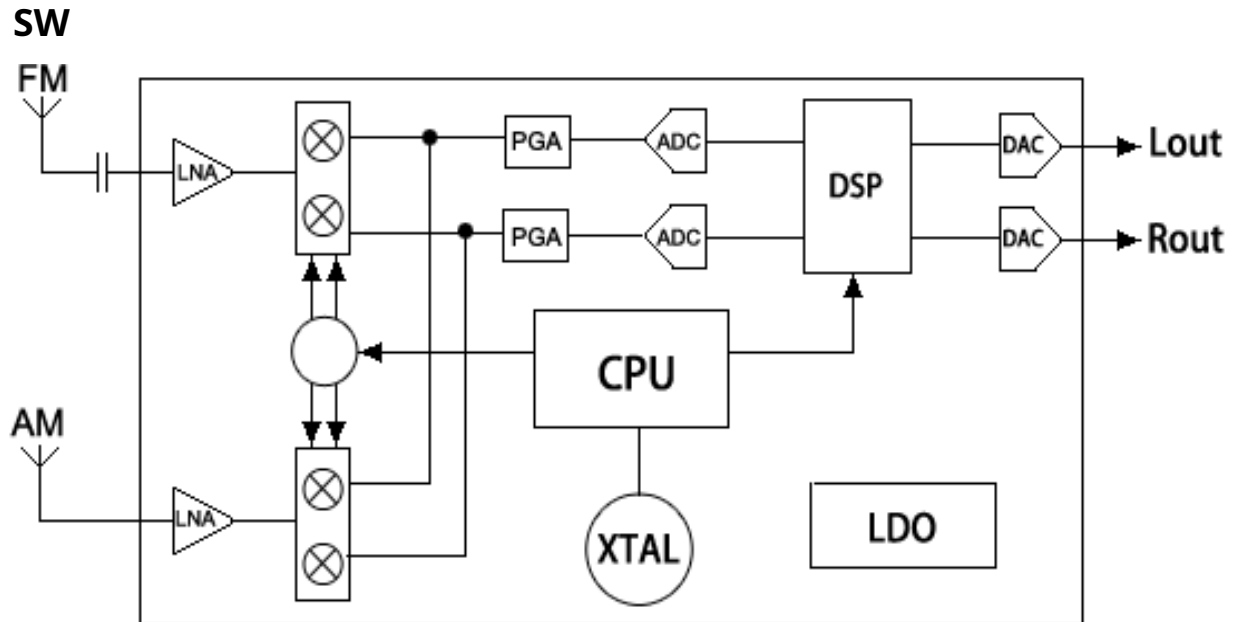 SW
FM
LNA
PGA
ADC
DSP
DAC
Lout
PGA
ADC
DAC
Rout
CPU
AM
LNA
XTAL
LDO